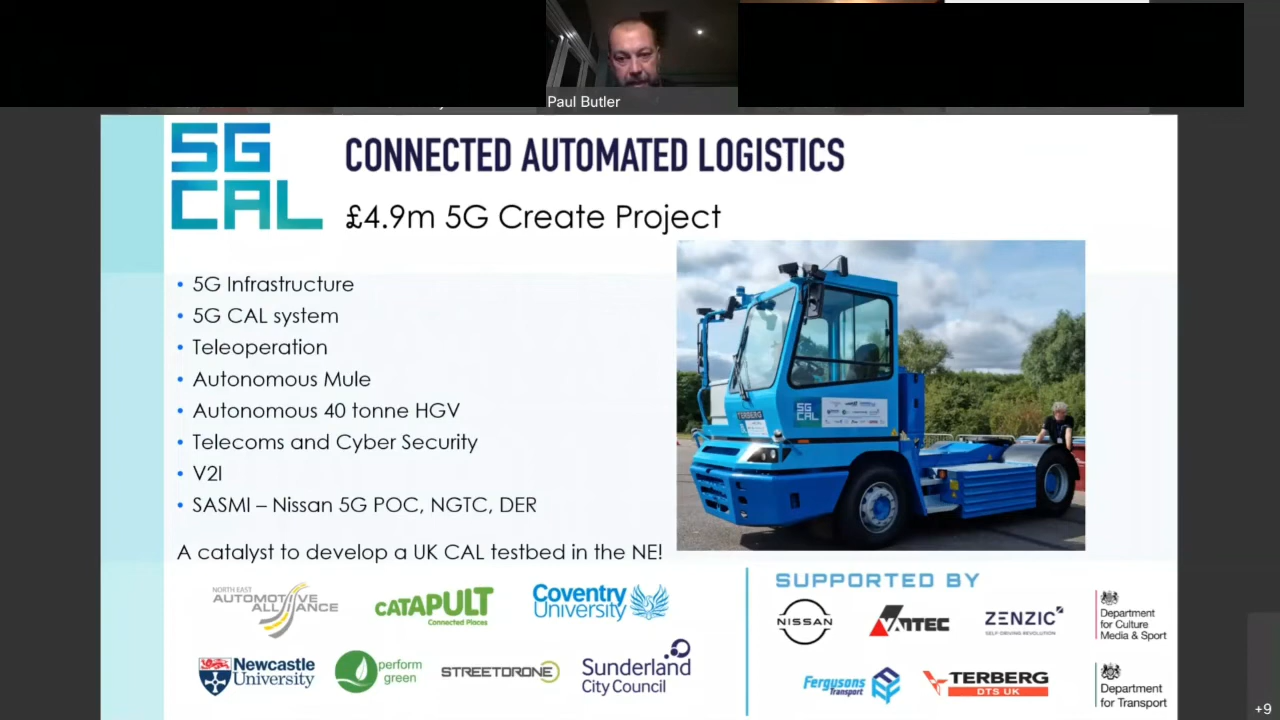 Paul Butler
5G
CAL
CONNECTED AUTOMATED LOGISTICS
£4.9m 5G Create Project
• 5G Infrastructure
• 5G CAL system
• Teleoperation
• Autonomous Mule
• Autonomous 40 tonne HGV
• Telecoms and Cyber Security
• V2I
• SASMI – Nissan 5G POC, NGTC, DER
A catalyst to develop a UK CAL testbed in the NE!
5G
CAL
TERBERG
NORTH EAST
AUTOMOTIVE
ALLIANCE
CATAPULT
Connected Places
Coventry
University
Newcastle
University
perform
green
STREETDRONE
Sunderland
City Council
SUPPORTED BY
NISSAN
VANTEC
ZENZIC
SELF-DRIVING REVOLUTION
Department
for Culture
Media & Sport
Fergusons
Transport
TERBERG
DTS UK
Department
for Transport
+9